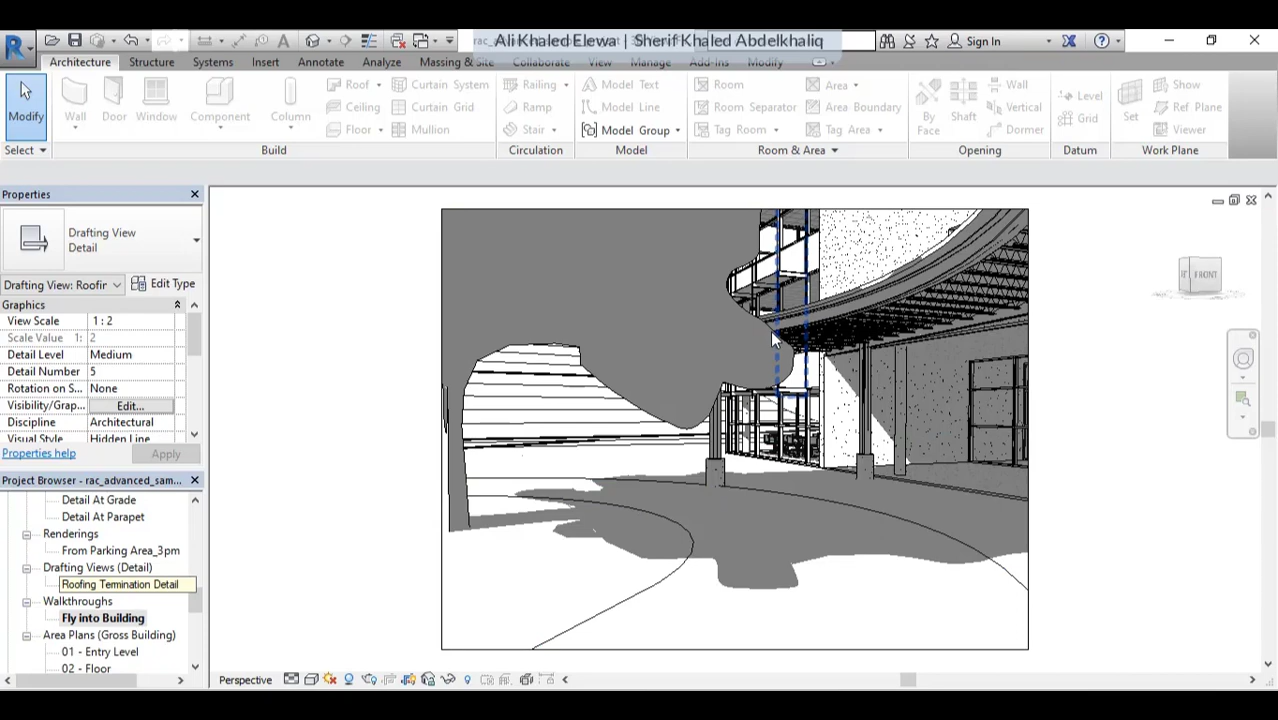 Ali Khaled Elewa | Sherif Khaled Abdelkhaliq
Sign In
Architecture Structure Systems Insert Annotate Analyze Massing & Site Collaborate View Manage Add-Ins Modify
Modify
Wall Door Window Component Column
Roof Curtain System
Ceiling Curtain Grid
Floor Mullion
Railing Model Text Room Area
Ramp Model Line Room Separator Area Boundary
Stair Model Group Tag Room Tag Area
By Face Shaft
Wall
Vertical
Dormer
Level
Grid
Set
Show
Ref Plane
Viewer
Select Build Circulation Model Room & Area Opening Datum Work Plane
Properties
Drafting View
Detail
Drafting View: Roofir Edit Type
Graphics
View Scale 1 : 2
Scale Value 1: 2
Detail Level Medium
Detail Number 5
Rotation on S... None
Visibility/Grap... Edit...
Discipline Architectural
Visual Style Hidden Line
Properties help Apply
Project Browser - rac_advanced_sam...
Detail At Grade
Detail At Parapet
Renderings
From Parking Area_3pm
Drafting Views (Detail)
Roofing Termination Detail
Walkthroughs
Fly into Building
Area Plans (Gross Building)
01 - Entry Level
02 - Floor
FRONT
Perspective